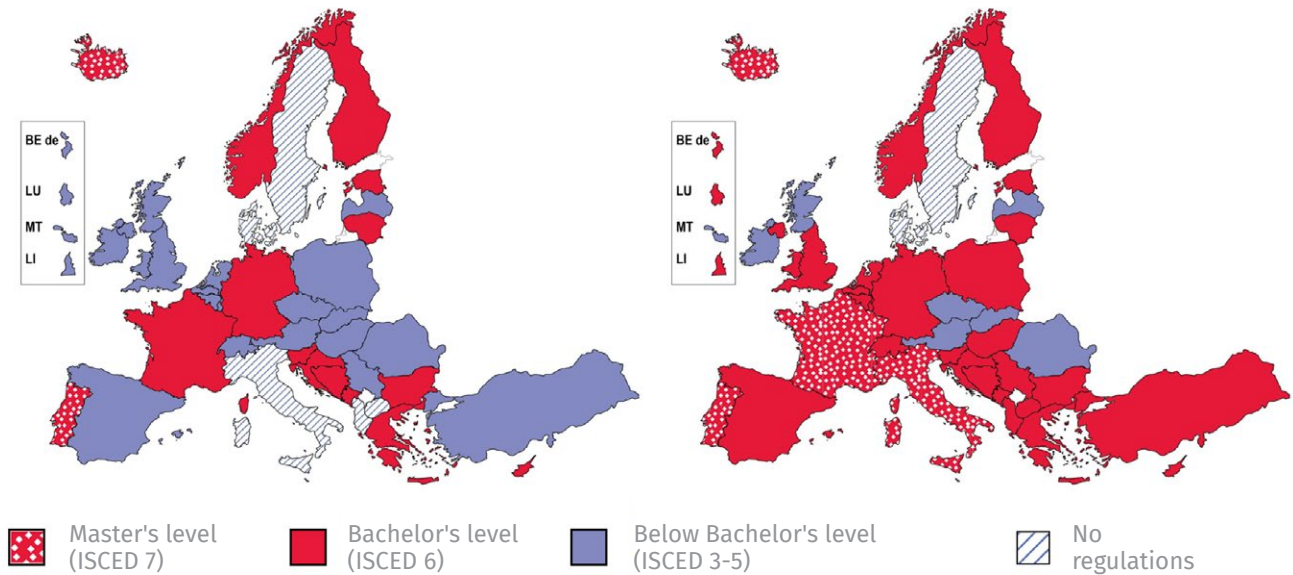 BE de
LU
MT
LI
BE de
LU
MT
LI
Master's level
(ISCED 7)
Bachelor's level
(ISCED 6)
Below Bachelor's level
(ISCED 3-5)
No
regulations